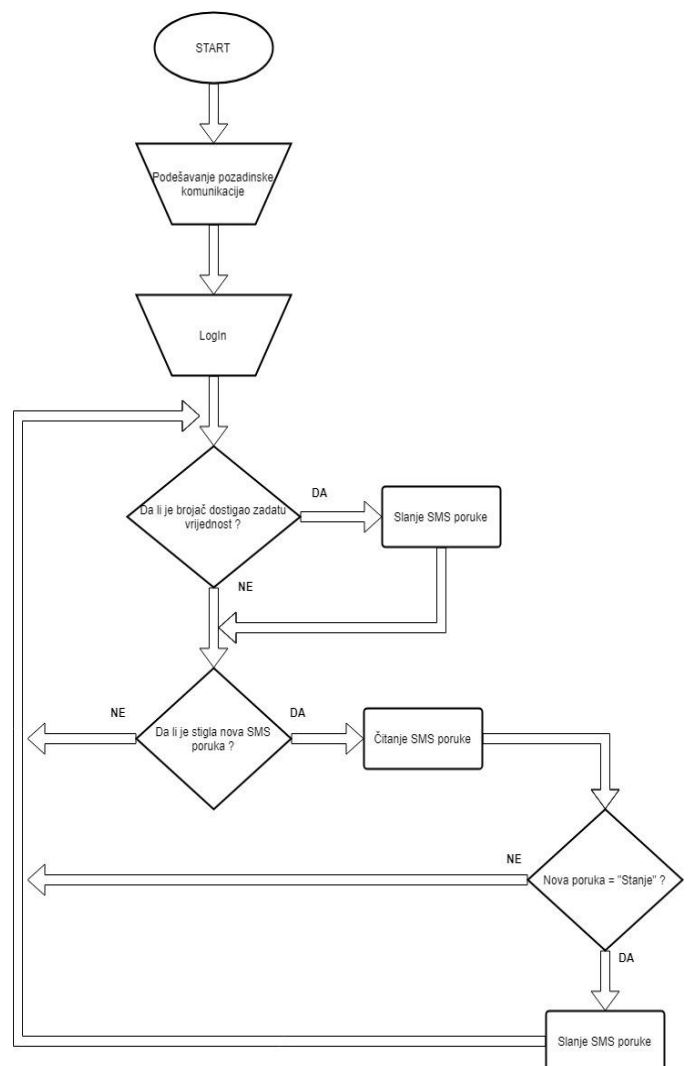 START
Podešavanje pozadinske
komunikacije
LogIn
Da li je brojač dostigao zadatu
vrijednost ?
DA
Slanje SMS poruke
NE
Da li je stigla nova SMS
poruka ?
NE
DA
Čitanje SMS poruke
Nova poruka = "Stanje" ?
NE
DA
Slanje SMS poruke